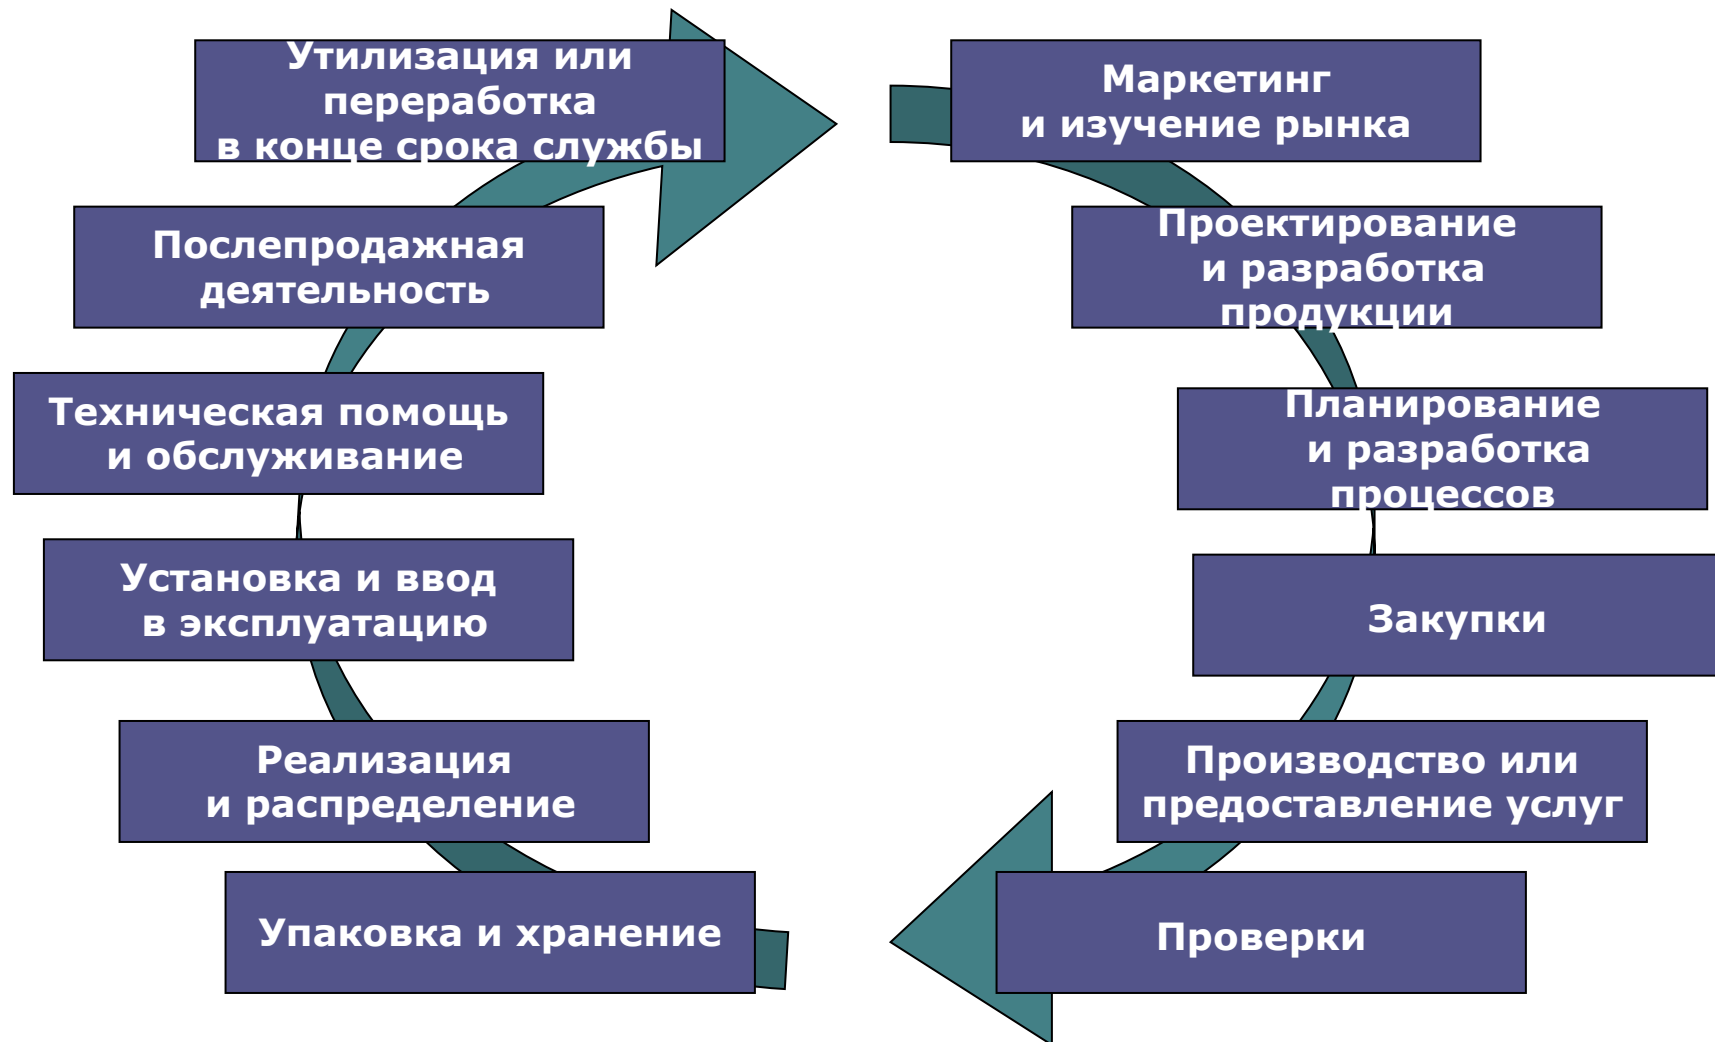 Утилизация или
переработка
в конце срока службы
Маркетинг
и изучение рынка
Послепродажная
деятельность
Проектирование
и разработка
продукции
Техническая помощь
и обслуживание
Планирование
и разработка
процессов
Установка и ввод
в эксплуатацию
Закупки
Реализация
и распределение
Производство или
предоставление услуг
Упаковка и хранение
Проверки